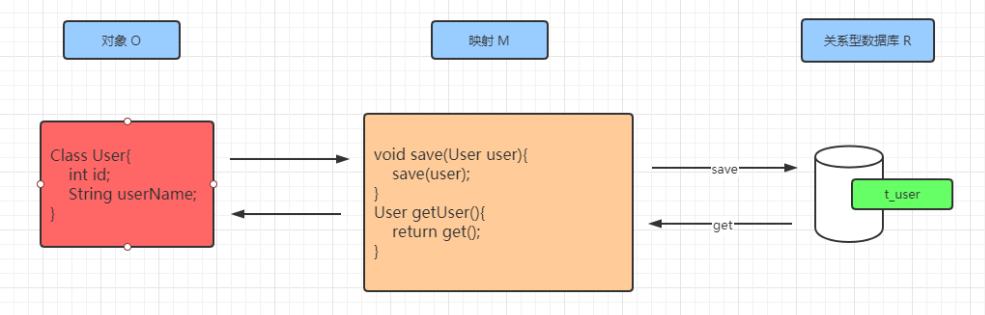 对象 O
映射 M
关系型数据库 R
Class User{
int id;
String userName;
}
void save(User user){
save(user);
}
User getUser(){
return get();
}
save
get
t_user